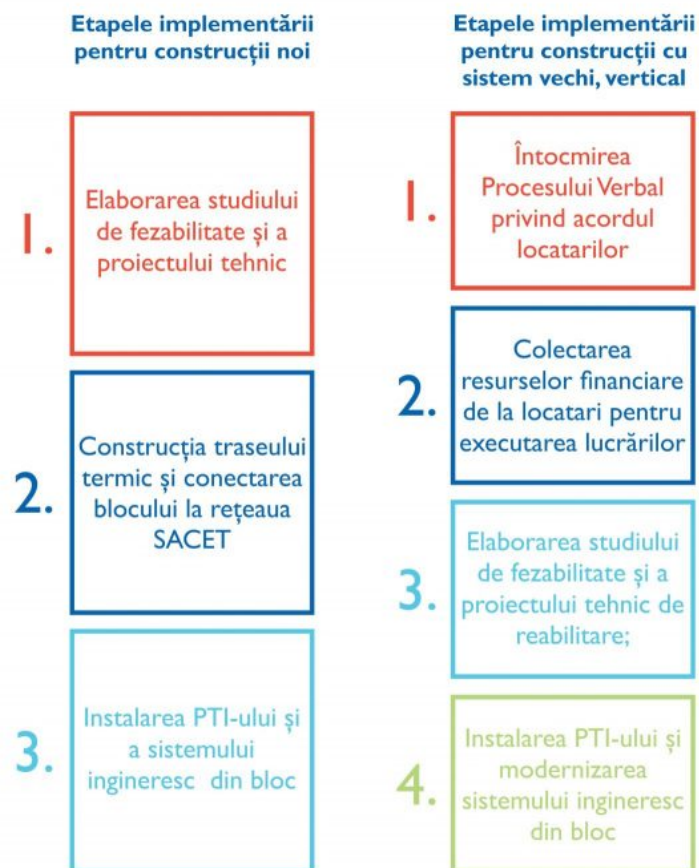 Etapele implementării
pentru construcții noi
1.
Elaborarea studiului
de fezabilitate și a
proiectului tehnic
2.
Construcția traseului
termic și conectarea
blocului la rețeaua
SACET
3.
Instalarea PTI-ului și
a sistemului
ingineresc din bloc
Etapele implementării
pentru construcții cu
sistem vechi, vertical
1.
Întocmirea
Procesului Verbal
privind acordul
locatarilor
2.
Colectarea
resurselor financiare
de la locatari pentru
executarea lucrărilor
3.
Elaborarea studiului
de fezabilitate și a
proiectului tehnic de
reabilitare;
4.
Instalarea PTI-ului și
modernizarea
sistemului ingineresc
din bloc